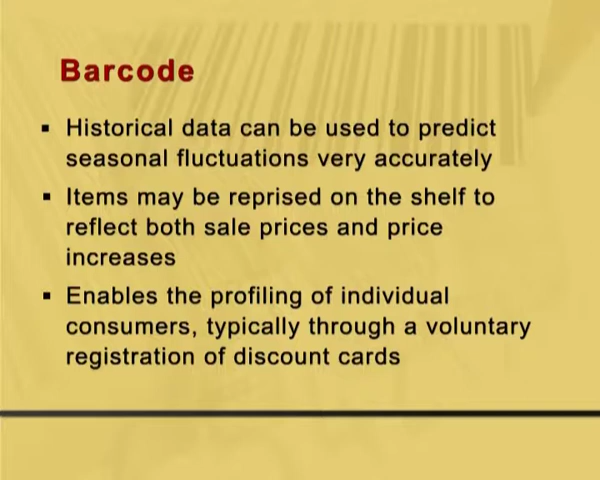 Barcode
▪ Historical data can be used to predict
seasonal fluctuations very accurately
▪ Items may be reprised on the shelf to
reflect both sale prices and price
increases
▪ Enables the profiling of individual
consumers, typically through a voluntary
registration of discount cards